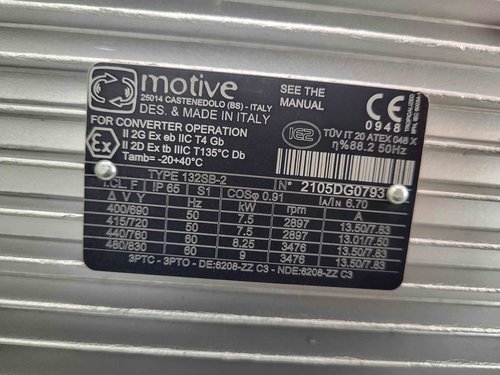 motive
25014 CASTENEDOLO (BS) - ITALY
DES. & MADE IN ITALY
SEE THE
MANUAL
CE
0948
TROPICALIZED
FOR CONVERTER OPERATION
II 2G Ex eb IIC T4 Gb
II 2D Ex tb IIIC T135°C Db
Tamb= -20+40°C
Ex
IE2
TÜV IT 20 ATEX 048 X
η%88.2 50Hz
TYPE 132SB-2
N° 2105DG0793
I.CL F IP 65 S1 COSφ 0.91 IA/IN 6.70
Δ V Y Hz kW rpm A
400/690 50 7.5 2897 13.50/7.83
415/720 50 7.5 2897 13.01/7.50
440/760 60 8.25 3476 13.50/7.83
480/830 60 9 3476 13.50/7.83
3PTC - 3PTO - DE:6208-ZZ C3 - NDE:6208-ZZ C3